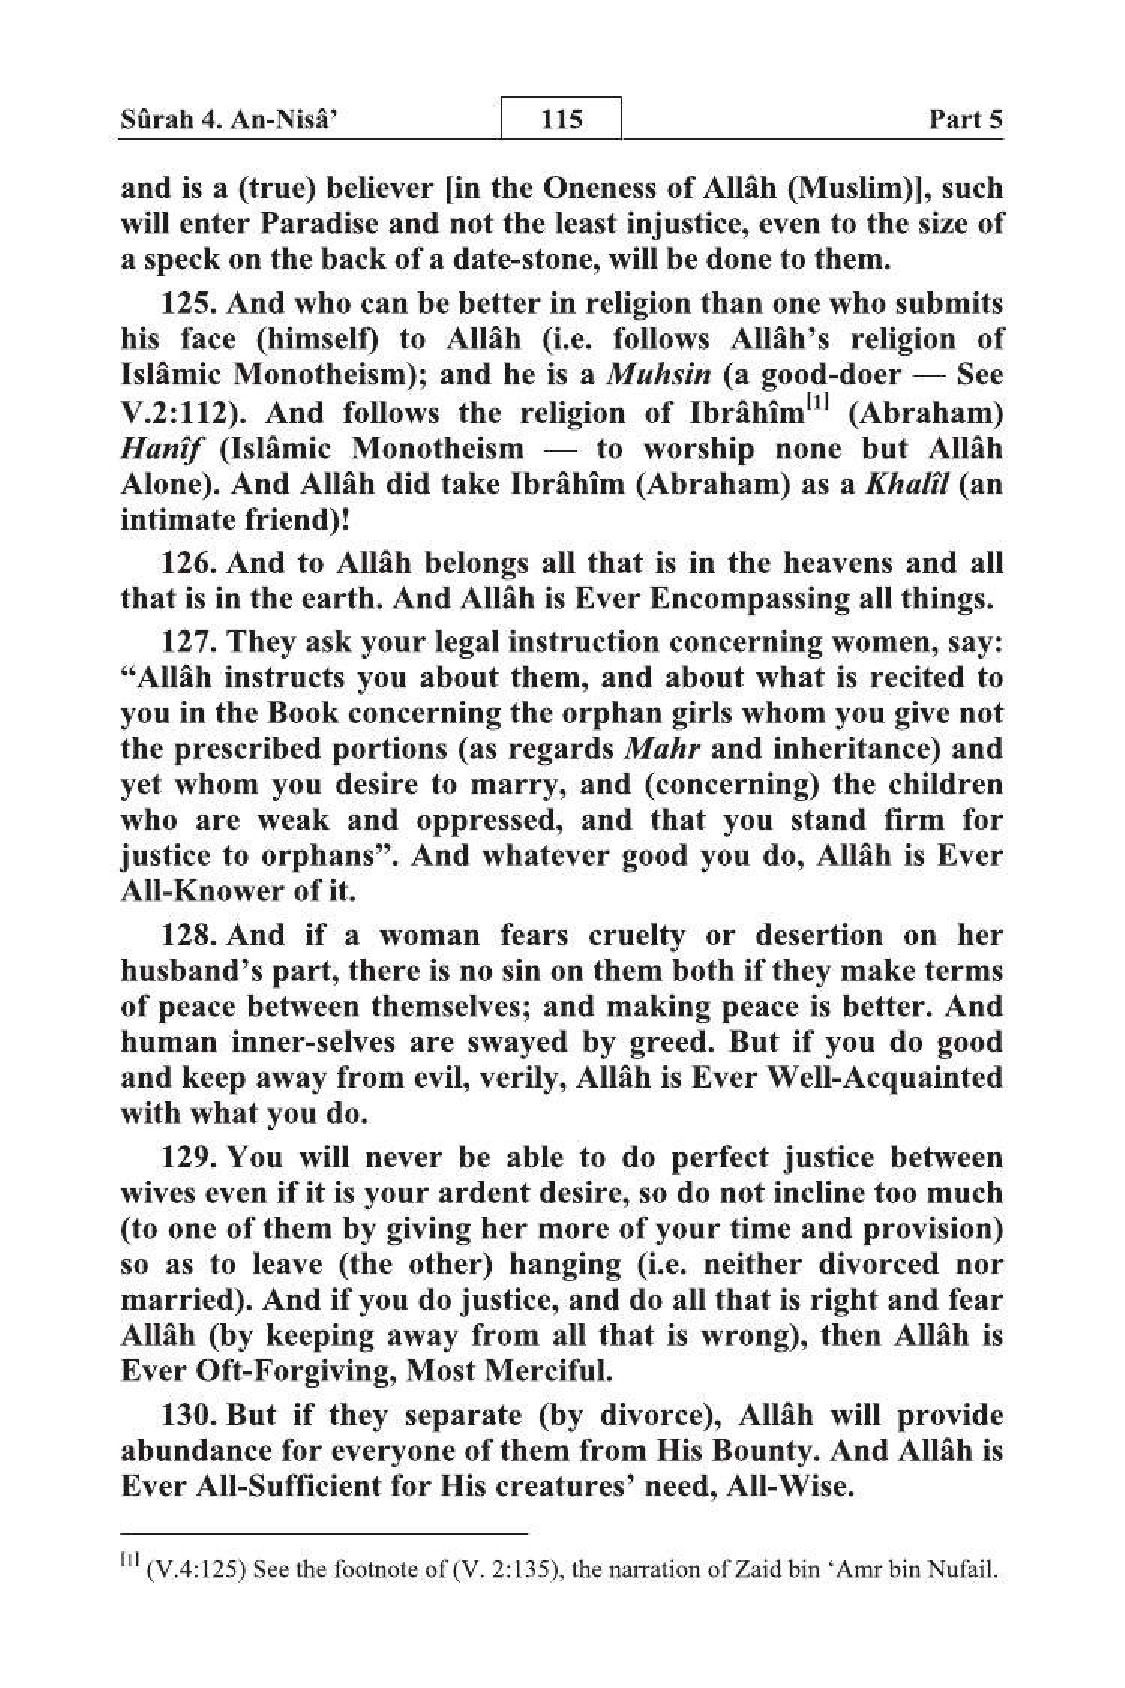 Sûrah 4. An-Nisâ’ 115 Part 5
and is a (true) believer [in the Oneness of Allâh (Muslim)], such
will enter Paradise and not the least injustice, even to the size of
a speck on the back of a date-stone, will be done to them.
125. And who can be better in religion than one who submits
his face (himself) to Allâh (i.e. follows Allâh’s religion of
Islâmic Monotheism); and he is a Muhsin (a good-doer — See
V.2:112). And follows the religion of Ibrâhîm[1] (Abraham)
Hanîf (Islâmic Monotheism — to worship none but Allâh
Alone). And Allâh did take Ibrâhîm (Abraham) as a Khalîl (an
intimate friend)!
126. And to Allâh belongs all that is in the heavens and all
that is in the earth. And Allâh is Ever Encompassing all things.
127. They ask your legal instruction concerning women, say:
“Allâh instructs you about them, and about what is recited to
you in the Book concerning the orphan girls whom you give not
the prescribed portions (as regards Mahr and inheritance) and
yet whom you desire to marry, and (concerning) the children
who are weak and oppressed, and that you stand firm for
justice to orphans”. And whatever good you do, Allâh is Ever
All-Knower of it.
128. And if a woman fears cruelty or desertion on her
husband’s part, there is no sin on them both if they make terms
of peace between themselves; and making peace is better. And
human inner-selves are swayed by greed. But if you do good
and keep away from evil, verily, Allâh is Ever Well-Acquainted
with what you do.
129. You will never be able to do perfect justice between
wives even if it is your ardent desire, so do not incline too much
(to one of them by giving her more of your time and provision)
so as to leave (the other) hanging (i.e. neither divorced nor
married). And if you do justice, and do all that is right and fear
Allâh (by keeping away from all that is wrong), then Allâh is
Ever Oft-Forgiving, Most Merciful.
130. But if they separate (by divorce), Allâh will provide
abundance for everyone of them from His Bounty. And Allâh is
Ever All-Sufficient for His creatures’ need, All-Wise.
[1] (V.4:125) See the footnote of (V. 2:135), the narration of Zaid bin ‘Amr bin Nufail.